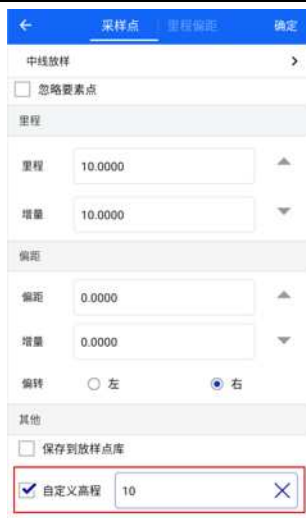 采样点 里程偏距 确定
中线放样
忽略要素点
里程
里程 10.0000
增量 10.0000
偏距
偏距 0.0000
增量 0.0000
偏转 左 右
其他
保存到放样点库
自定义高程 10